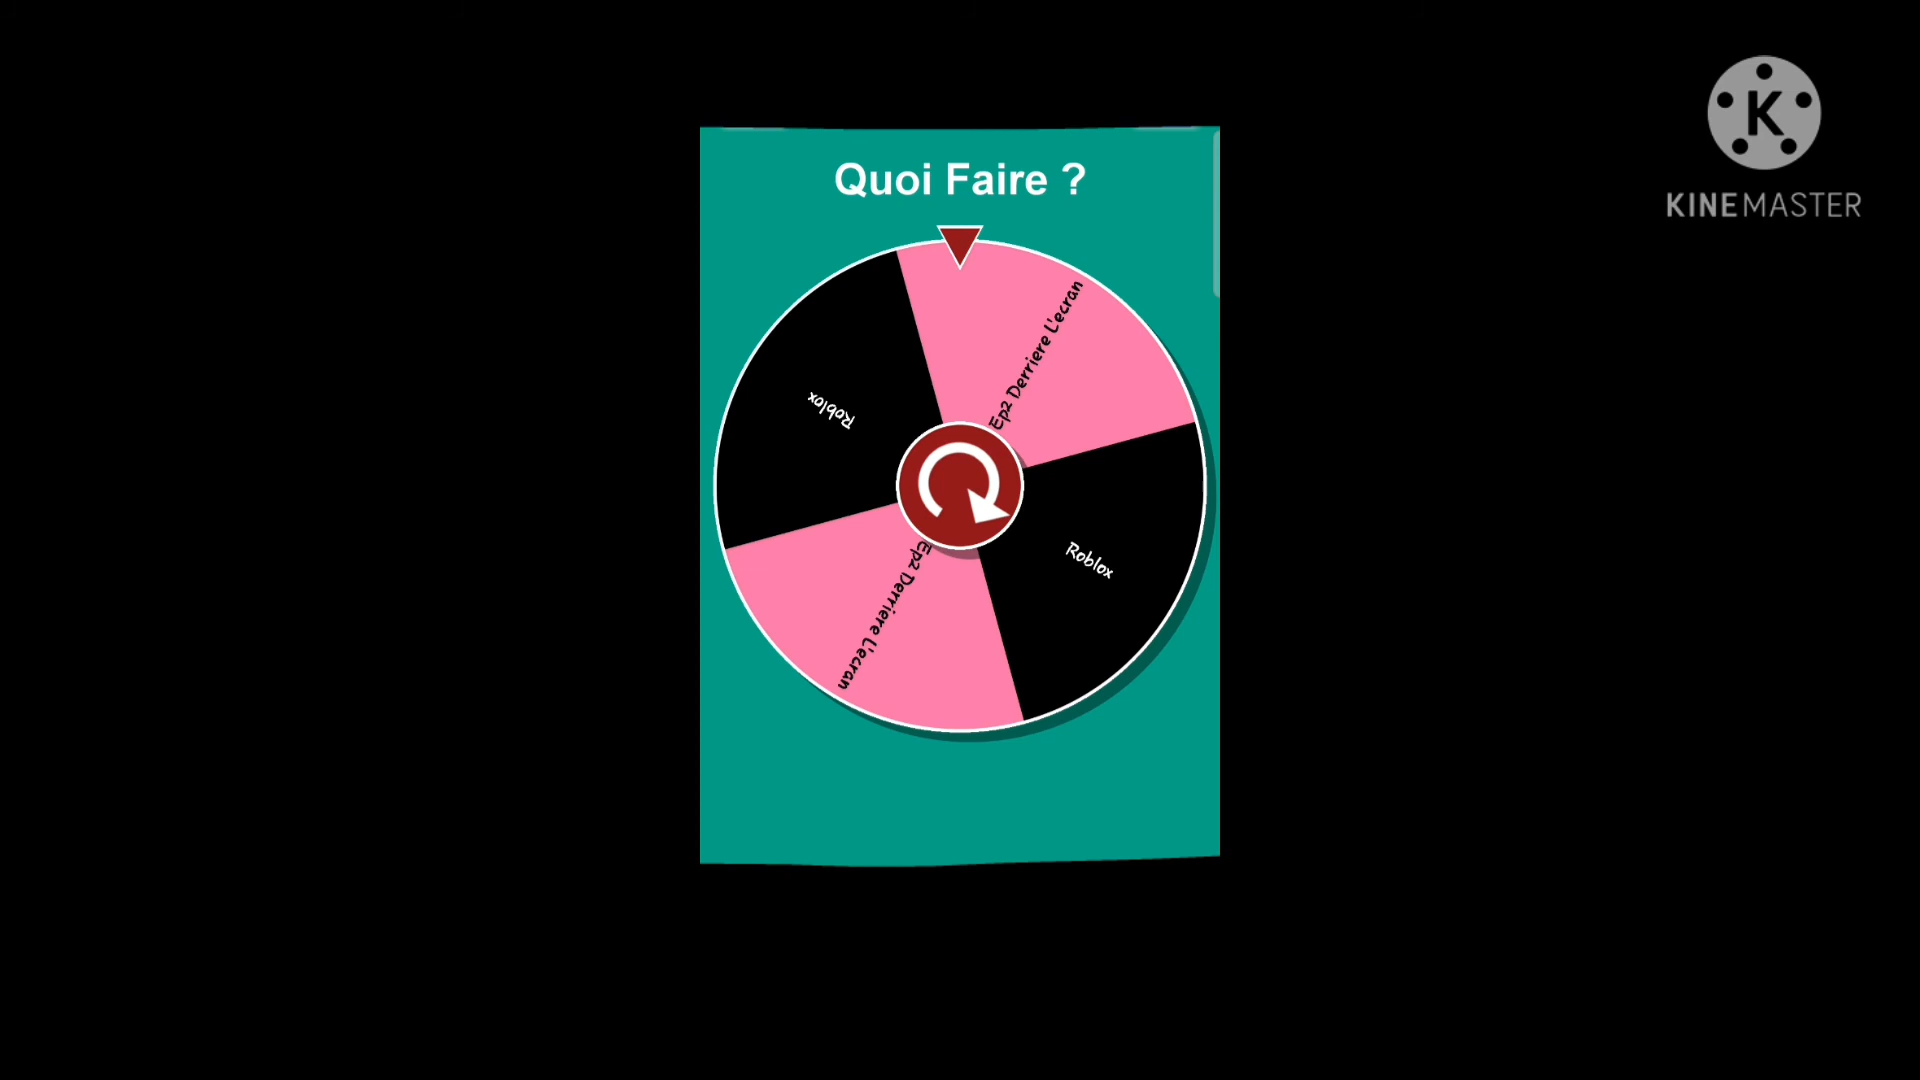 Quoi Faire ?
Ep2 Derriere L'ecran
Roblox
Roblox
Ep2 Derriere L'ecran
K
KINEMASTER